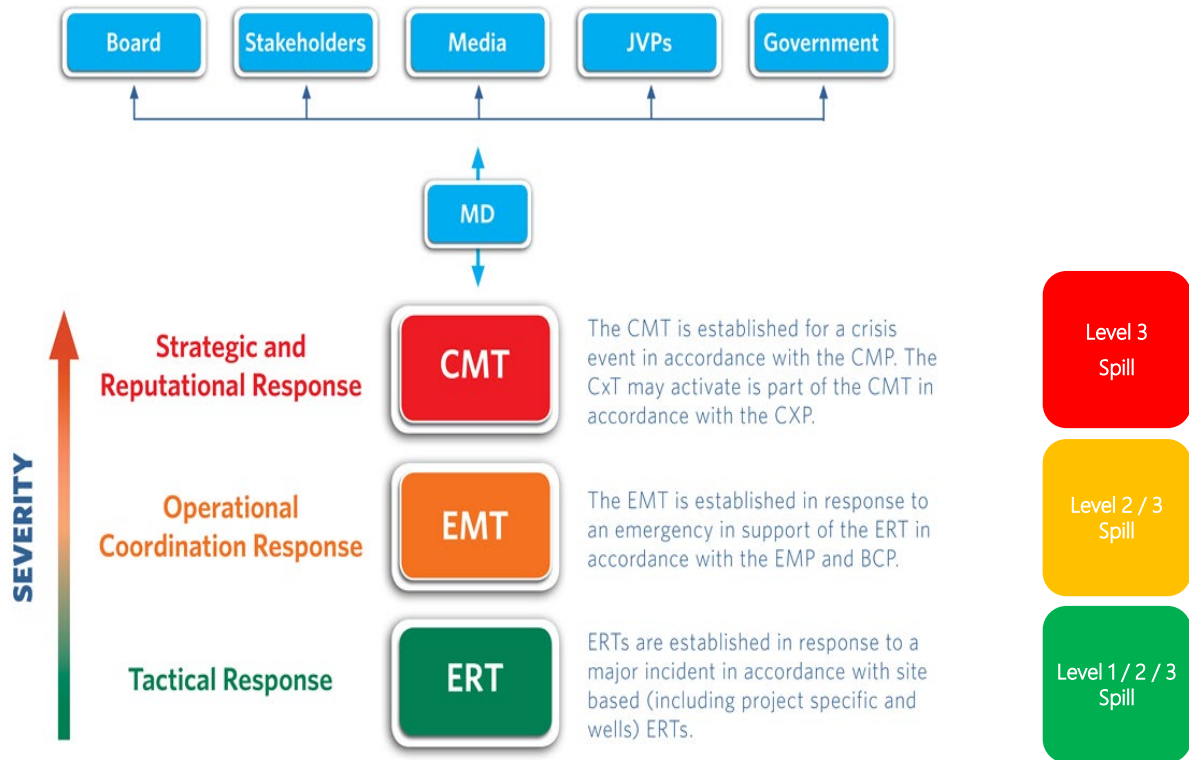 Board
Stakeholders
Media
JVPs
Government
MD
SEVERITY
Strategic and
Reputational Response
CMT
The CMT is established for a crisis
event in accordance with the CMP. The
CxT may activate is part of the CMT in
accordance with the CXP.
Level 3
Spill
Operational
Coordination Response
EMT
The EMT is established in response to
an emergency in support of the ERT in
accordance with the EMP and BCP.
Level 2 / 3
Spill
Tactical Response
ERT
ERTs are established in response to a
major incident in accordance with site
based (including project specific and
wells) ERTs.
Level 1 / 2 / 3
Spill